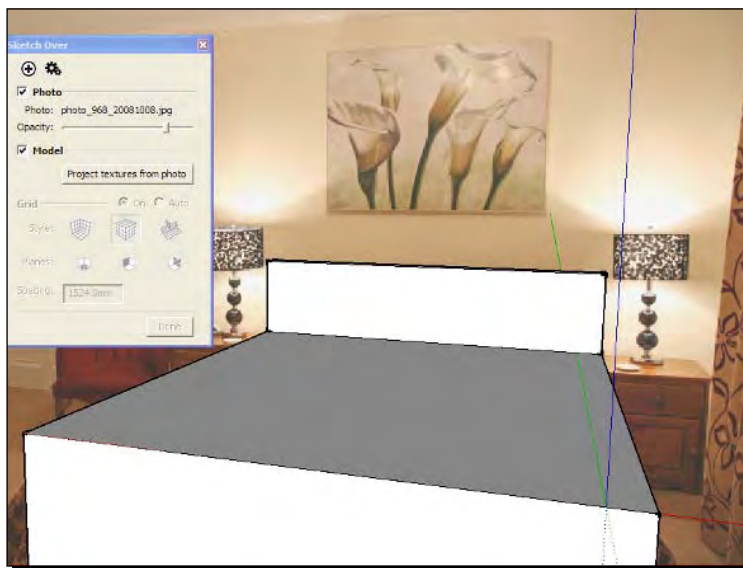 Sketch Over
Photo
Photo: photo_968_20081008.jpg
Opacity:
Model
Project textures from photo
Grid On Auto
Style:
Planes:
Spacing: 1524.0mm
Done